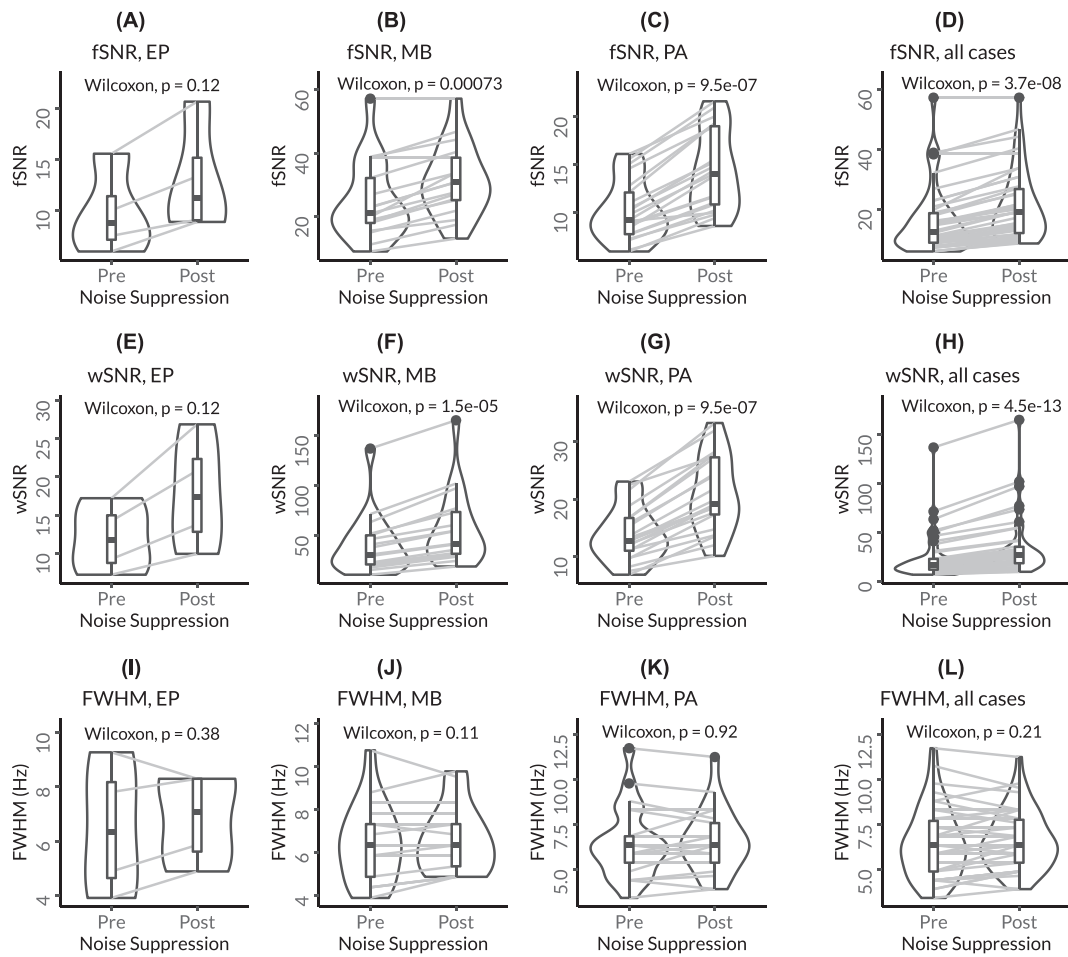 (A) (B) (C) (D)
fSNR, EP fSNR, MB fSNR, PA fSNR, all cases
Wilcoxon, p = 0.12 Wilcoxon, p = 0.00073 Wilcoxon, p = 9.5e-07 Wilcoxon, p = 3.7e-08
fSNR fSNR fSNR fSNR
20 15 10
60 40 20
20 15 10
60 40 20
Pre Post Pre Post Pre Post Pre Post
Noise Suppression Noise Suppression Noise Suppression Noise Suppression
(E) (F) (G) (H)
wSNR, EP wSNR, MB wSNR, PA wSNR, all cases
Wilcoxon, p = 0.12 Wilcoxon, p = 1.5e-05 Wilcoxon, p = 9.5e-07 Wilcoxon, p = 4.5e-13
wSNR wSNR wSNR wSNR
30 25 20 15 10
150 100 50
30 20 10
150 100 50 0
Pre Post Pre Post Pre Post Pre Post
Noise Suppression Noise Suppression Noise Suppression Noise Suppression
(I) (J) (K) (L)
FWHM, EP FWHM, MB FWHM, PA FWHM, all cases
Wilcoxon, p = 0.38 Wilcoxon, p = 0.11 Wilcoxon, p = 0.92 Wilcoxon, p = 0.21
FWHM (Hz) FWHM (Hz) FWHM (Hz) FWHM (Hz)
10 8 6 4
12 10 8 6 4
12.5 10.0 7.5 5.0
12.5 10.0 7.5 5.0
Pre Post Pre Post Pre Post Pre Post
Noise Suppression Noise Suppression Noise Suppression Noise Suppression